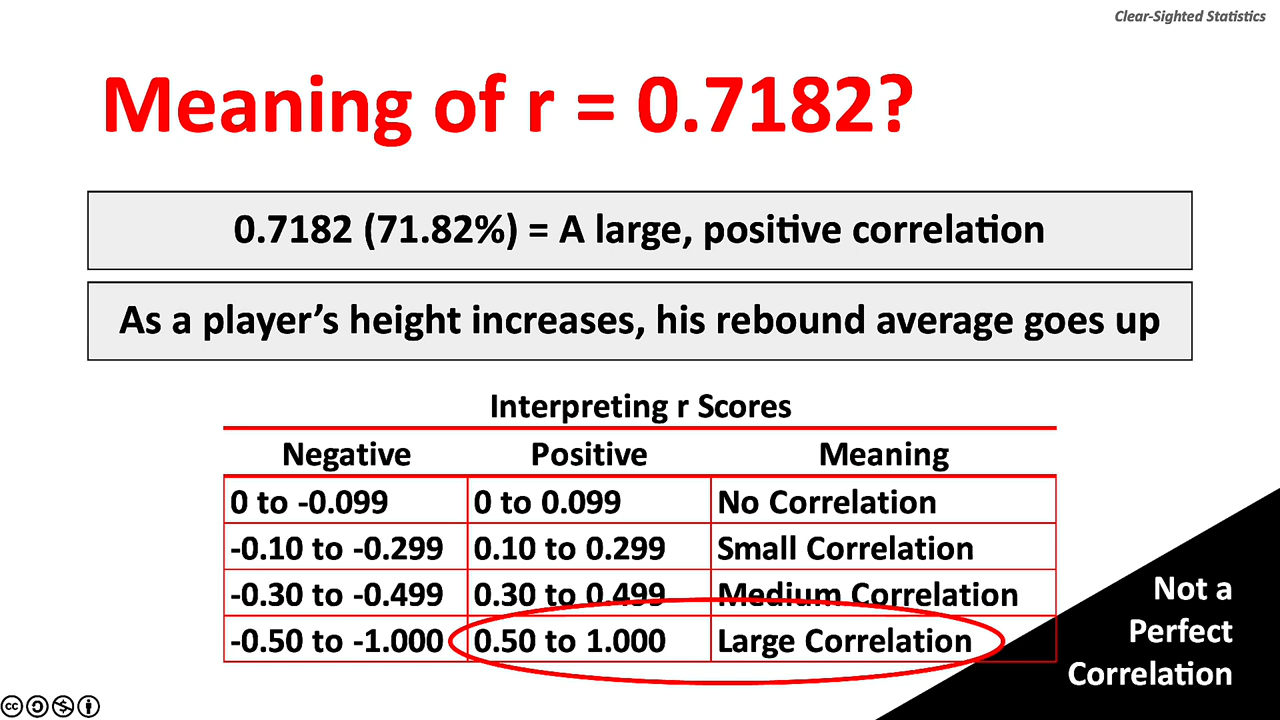 Clear-Sighted Statistics
Meaning of r = 0.7182?
0.7182 (71.82%) = A large, positive correlation
As a player's height increases, his rebound average goes up
Interpreting r Scores
Negative Positive Meaning
0 to -0.099 0 to 0.099 No Correlation
-0.10 to -0.299 0.10 to 0.299 Small Correlation
-0.30 to -0.499 0.30 to 0.499 Medium Correlation
-0.50 to -1.000 0.50 to 1.000 Large Correlation
Not a
Perfect
Correlation
cc